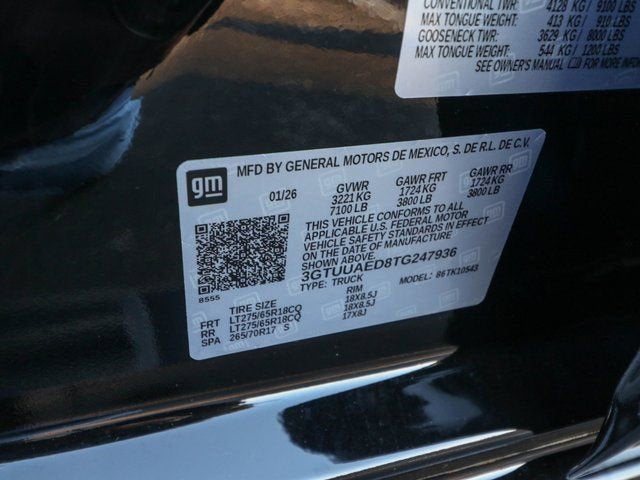 CONVENTIONAL TWR: 4128 KG / 9100 LBS
MAX TONGUE WEIGHT: 413 KG / 910 LBS
GOOSENECK TWR: 3629 KG / 8000 LBS
MAX TONGUE WEIGHT: 544 KG / 1200 LBS
SEE OWNER'S MANUAL FOR MORE INFORM
gm
MFD BY GENERAL MOTORS DE MEXICO, S. DE R.L. DE C.V.
01/26 GVWR GAWR FRT GAWR RR
3221 KG 1724 KG 1724 KG
7100 LB 3800 LB 3800 LB
THIS VEHICLE CONFORMS TO ALL
APPLICABLE U.S. FEDERAL MOTOR
VEHICLE SAFETY STANDARDS IN EFFECT
ON THE DATE OF MANUFACTURE
3GTUUAED8TG247936
8555
TYPE: TRUCK MODEL: 86TK10543
TIRE SIZE RIM
FRT LT275/65R18CQ 18X8.5J
RR LT275/65R18CQ 18X8.5J
SPA 265/70R17 S 17X8J